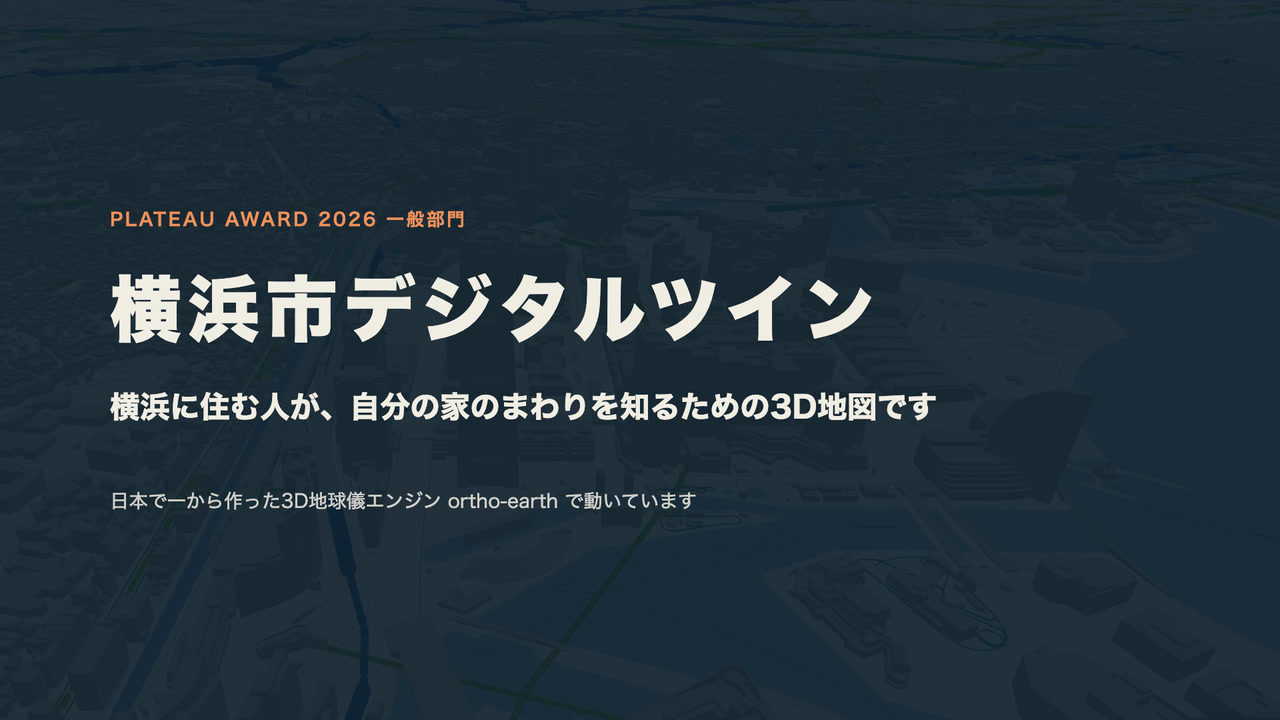 PLATEAU AWARD 2026 一般部門
横浜市デジタルツイン
横浜に住む人が、自分の家のまわりを知るための3D地図です
日本で一から作った3D地球儀エンジン ortho-earth で動いています